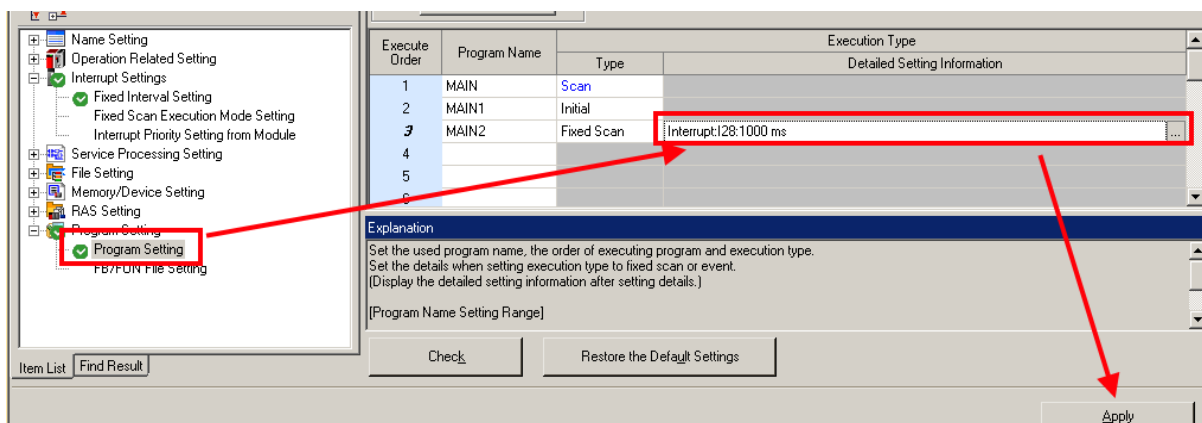 Name Setting
Operation Related Setting
Interrupt Settings
Fixed Interval Setting
Fixed Scan Execution Mode Setting
Interrupt Priority Setting from Module
Service Processing Setting
File Setting
Memory/Device Setting
RAS Setting
Program Setting
Program Setting
FB/FUN File Setting
Item List Find Result
Execute Order Program Name Execution Type
Type Detailed Setting Information
1 MAIN Scan
2 MAIN1 Initial
3 MAIN2 Fixed Scan Interrupt:I28:1000 ms ...
4
5
6
Explanation
Set the used program name, the order of executing program and execution type.
Set the details when setting execution type to fixed scan or event.
(Display the detailed setting information after setting details.)
[Program Name Setting Range]
Check Restore the Default Settings
Apply